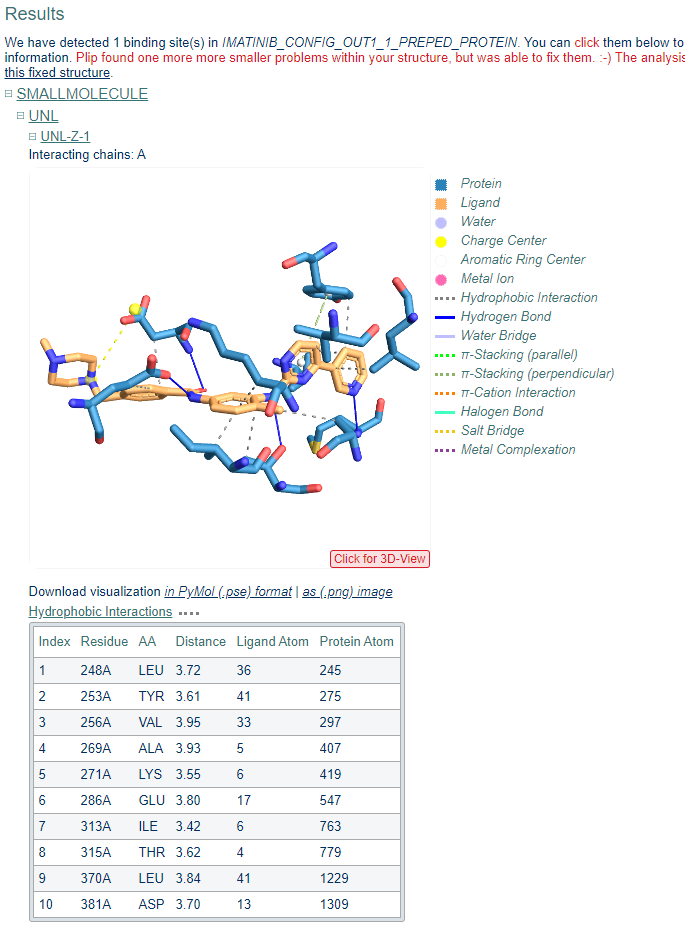 Results
We have detected 1 binding site(s) in IMATINIB_CONFIG_OUT1_1_PREPED_PROTEIN. You can click them below to
information. Plip found one more more smaller problems within your structure, but was able to fix them. :-) The analysis
this fixed structure.
SMALLMOLECULE
UNL
UNL-Z-1
Interacting chains: A
Protein
Ligand
Water
Charge Center
Aromatic Ring Center
Metal Ion
Hydrophobic Interaction
Hydrogen Bond
Water Bridge
π-Stacking (parallel)
π-Stacking (perpendicular)
π-Cation Interaction
Halogen Bond
Salt Bridge
Metal Complexation
Click for 3D-View
Download visualization in PyMol (.pse) format | as (.png) image
Hydrophobic Interactions
Index Residue AA Distance Ligand Atom Protein Atom
1 248A LEU 3.72 36 245
2 253A TYR 3.61 41 275
3 256A VAL 3.95 33 297
4 269A ALA 3.93 5 407
5 271A LYS 3.55 6 419
6 286A GLU 3.80 17 547
7 313A ILE 3.42 6 763
8 315A THR 3.62 4 779
9 370A LEU 3.84 41 1229
10 381A ASP 3.70 13 1309